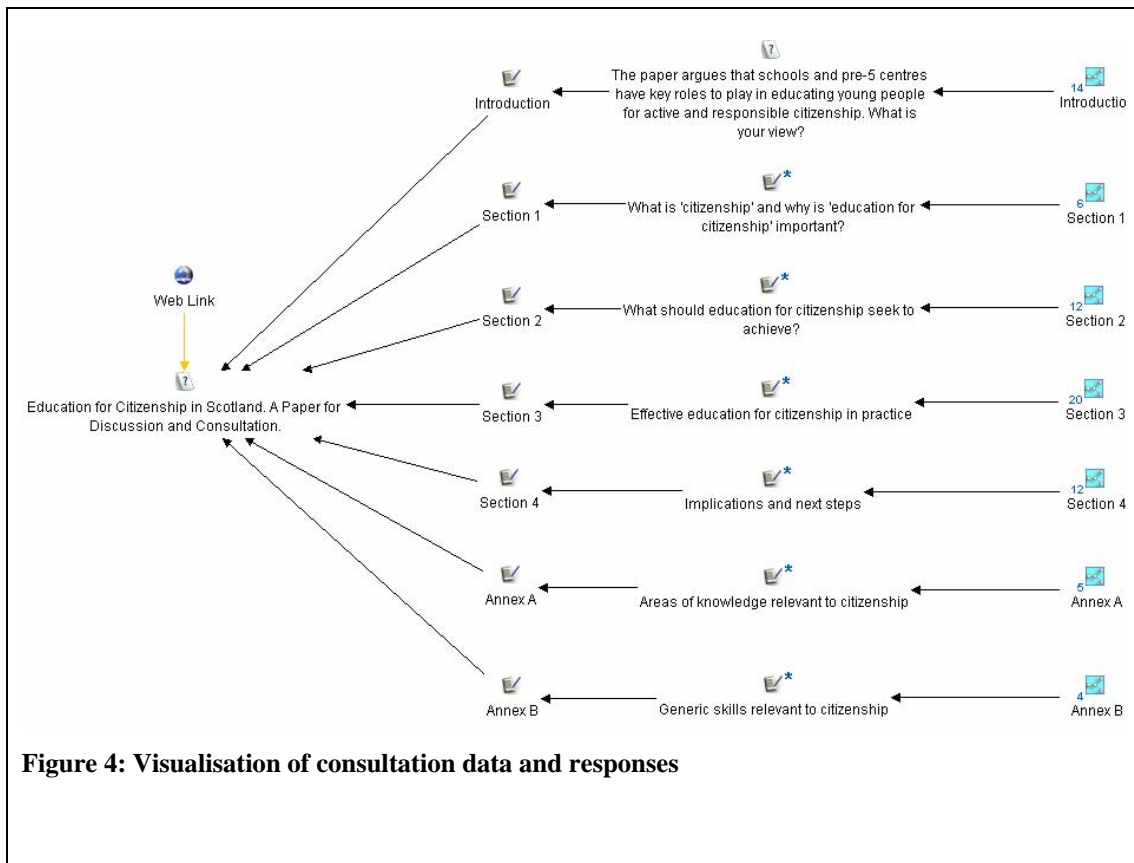 The paper argues that schools and pre-5 centres
have key roles to play in educating young people
for active and responsible citizenship. What is
your view?
Introduction
14
Introductio
*
What is 'citizenship' and why is 'education for
citizenship' important?
Section 1
6
Section 1
*
What should education for citizenship seek to
achieve?
Section 2
12
Section 2
Web Link
?
Education for Citizenship in Scotland. A Paper for
Discussion and Consultation.
*
Effective education for citizenship in practice
Section 3
20
Section 3
*
Implications and next steps
Section 4
12
Section 4
*
Areas of knowledge relevant to citizenship
Annex A
5
Annex A
*
Generic skills relevant to citizenship
Annex B
4
Annex B
Figure 4: Visualisation of consultation data and responses